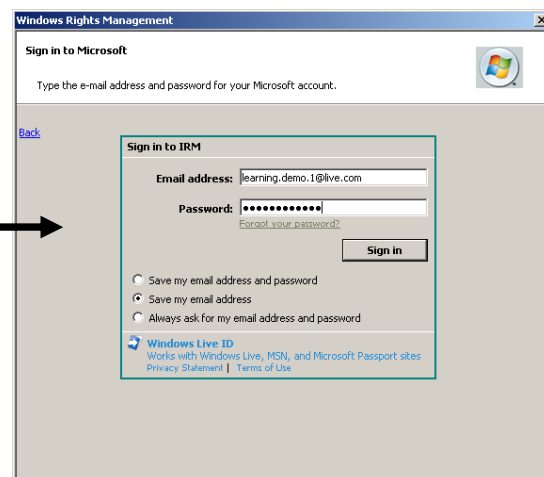 Windows Rights Management
Sign in to Microsoft
Type the e-mail address and password for your Microsoft account.
Back
Sign in to IRM
Email address: learning.demo.1@live.com
Password: ●●●●●●●●●●●●
Forgot your password?
Sign in
Save my email address and password
Save my email address
Always ask for my email address and password
Windows Live ID
Works with Windows Live, MSN, and Microsoft Passport sites
Privacy Statement | Terms of Use